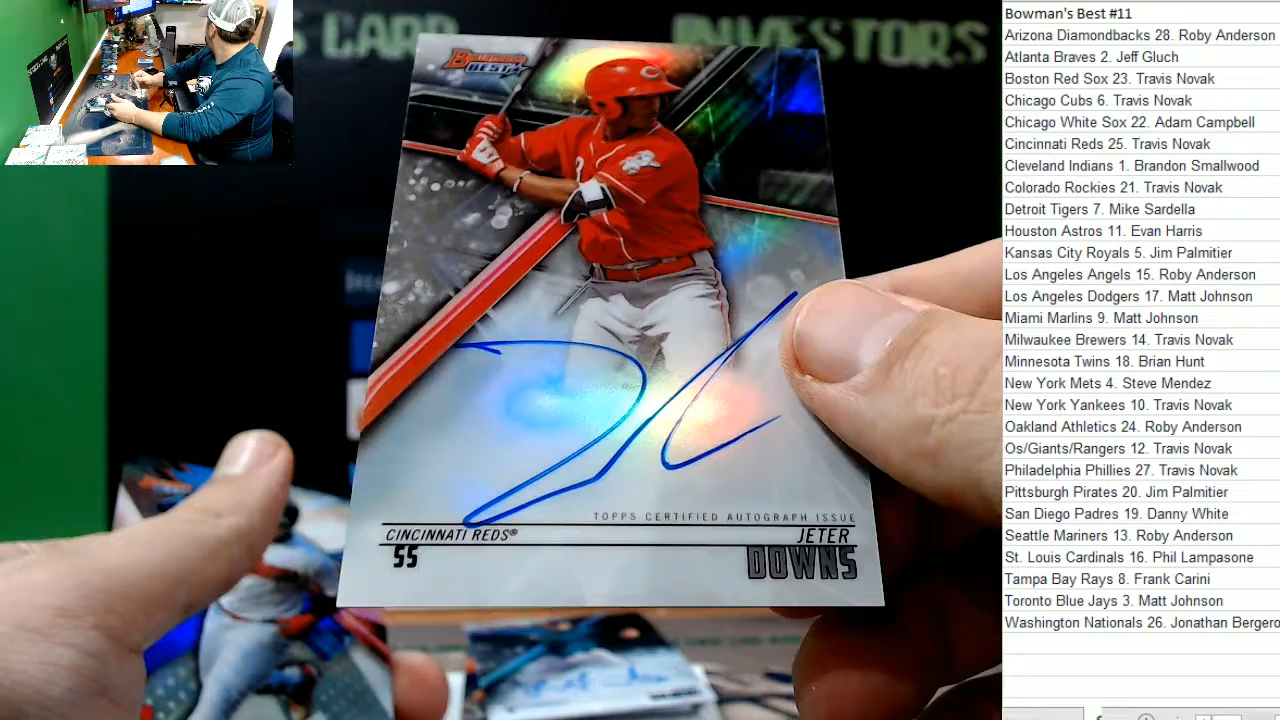 CARD INVESTORS
BOWMAN'S BEST
TOPPS CERTIFIED AUTOGRAPH ISSUE
CINCINNATI REDS® JETER
SS DOWNS
Bowman's Best #11
Arizona Diamondbacks 28. Roby Anderson
Atlanta Braves 2. Jeff Gluch
Boston Red Sox 23. Travis Novak
Chicago Cubs 6. Travis Novak
Chicago White Sox 22. Adam Campbell
Cincinnati Reds 25. Travis Novak
Cleveland Indians 1. Brandon Smallwood
Colorado Rockies 21. Travis Novak
Detroit Tigers 7. Mike Sardella
Houston Astros 11. Evan Harris
Kansas City Royals 5. Jim Palmitier
Los Angeles Angels 15. Roby Anderson
Los Angeles Dodgers 17. Matt Johnson
Miami Marlins 9. Matt Johnson
Milwaukee Brewers 14. Travis Novak
Minnesota Twins 18. Brian Hunt
New York Mets 4. Steve Mendez
New York Yankees 10. Travis Novak
Oakland Athletics 24. Roby Anderson
Os/Giants/Rangers 12. Travis Novak
Philadelphia Phillies 27. Travis Novak
Pittsburgh Pirates 20. Jim Palmitier
San Diego Padres 19. Danny White
Seattle Mariners 13. Roby Anderson
St. Louis Cardinals 16. Phil Lampasone
Tampa Bay Rays 8. Frank Carini
Toronto Blue Jays 3. Matt Johnson
Washington Nationals 26. Jonathan Bergero